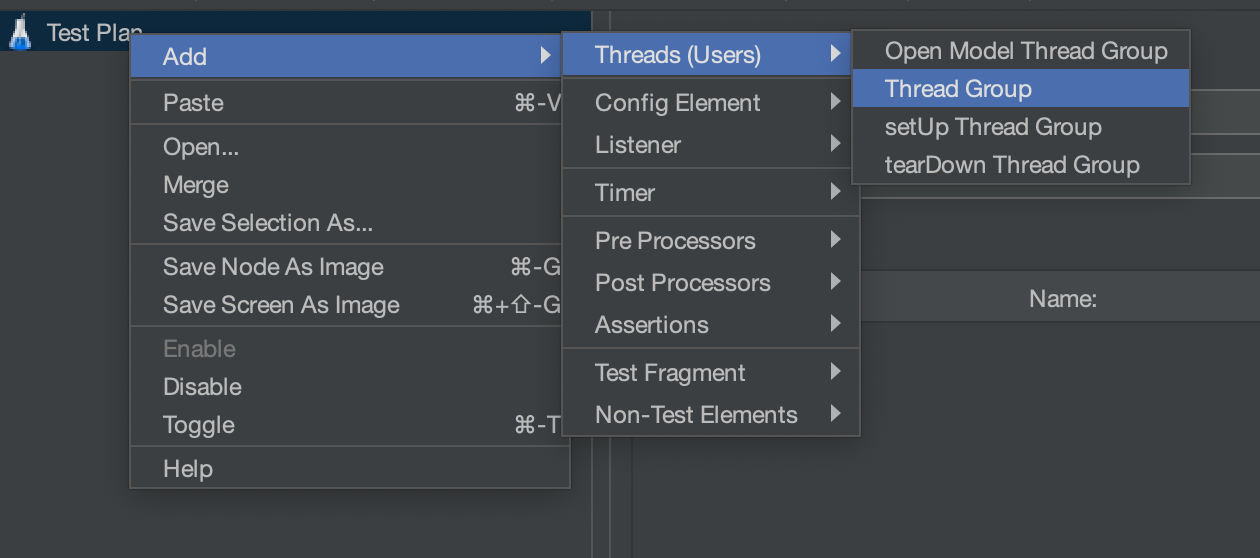 Test Plan
Add
Paste ⌘-V
Open...
Merge
Save Selection As...
Save Node As Image ⌘-G
Save Screen As Image ⌘+⇧-G
Enable
Disable
Toggle ⌘-T
Help
Threads (Users)
Config Element
Listener
Timer
Pre Processors
Post Processors
Assertions
Test Fragment
Non-Test Elements
Open Model Thread Group
Thread Group
setUp Thread Group
tearDown Thread Group
Name: